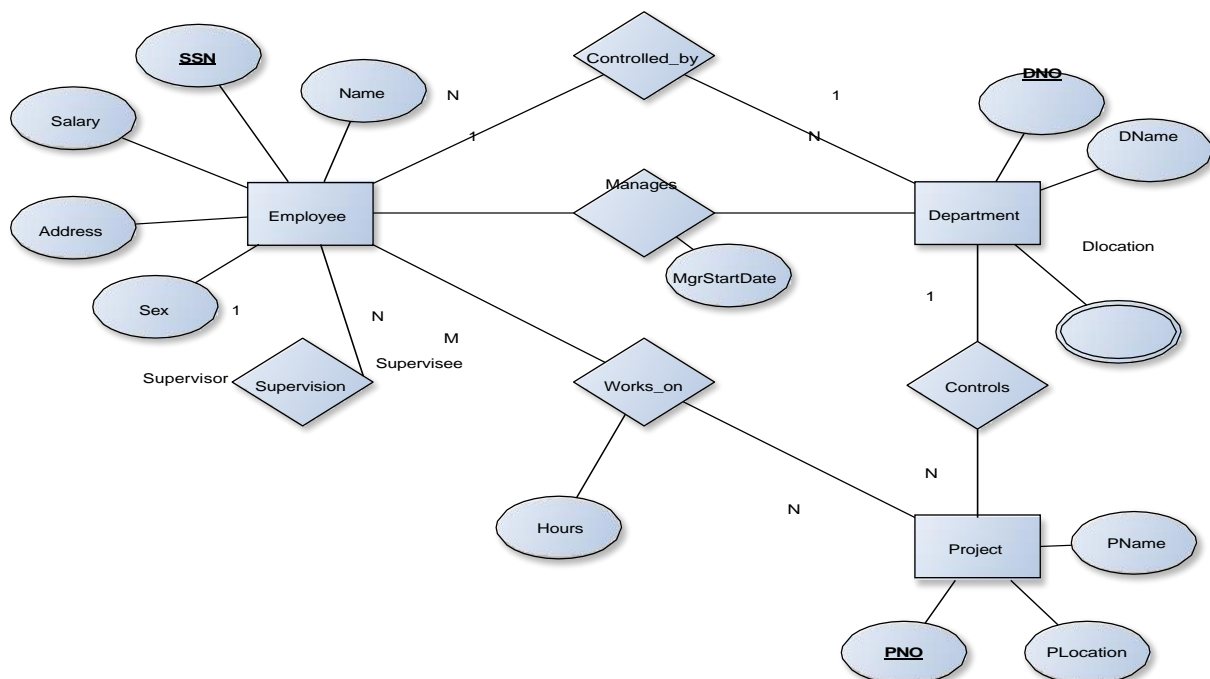 Controlled_by
SSN
DNO
Name
N
1
Salary
1
N
DName
Manages
Employee
Department
Address
Dlocation
MgrStartDate
Sex
1
N
1
M
Supervisee
Supervisor
Supervision
Works_on
Controls
N
N
Hours
Project
PName
PNO
PLocation